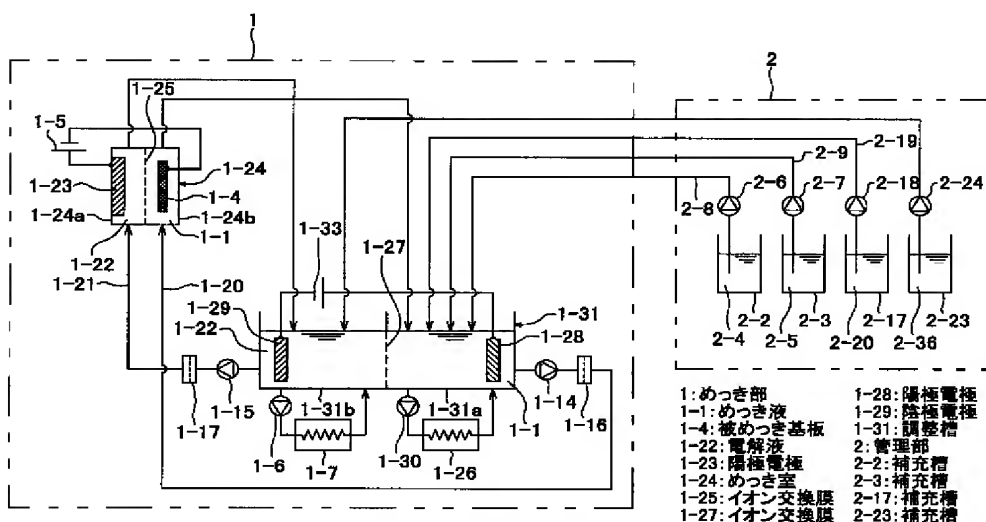 1
2
1-25
1-5
1-23
1-24
1-4
1-24a
1-24b
1-22
1-1
1-21
1-20
1-33
1-27
1-29
1-22
1-31
1-28
1-17
1-15
1-31b
1-31a
1-14
1-16
1-1
1-6
1-7
1-30
1-26
2-19
2-9
2-8
2-6
2-7
2-18
2-24
2-2
2-3
2-17
2-23
2-4
2-5
2-20
2-36
1:めっき部
1-1:めっき液
1-4:被めっき基板
1-22:電解液
1-23:陽極電極
1-24:めっき室
1-25:イオン交換膜
1-27:イオン交換膜
1-28:陽極電極
1-29:陰極電極
1-31:調整槽
2:管理部
2-2:補充槽
2-3:補充槽
2-17:補充槽
2-23:補充槽